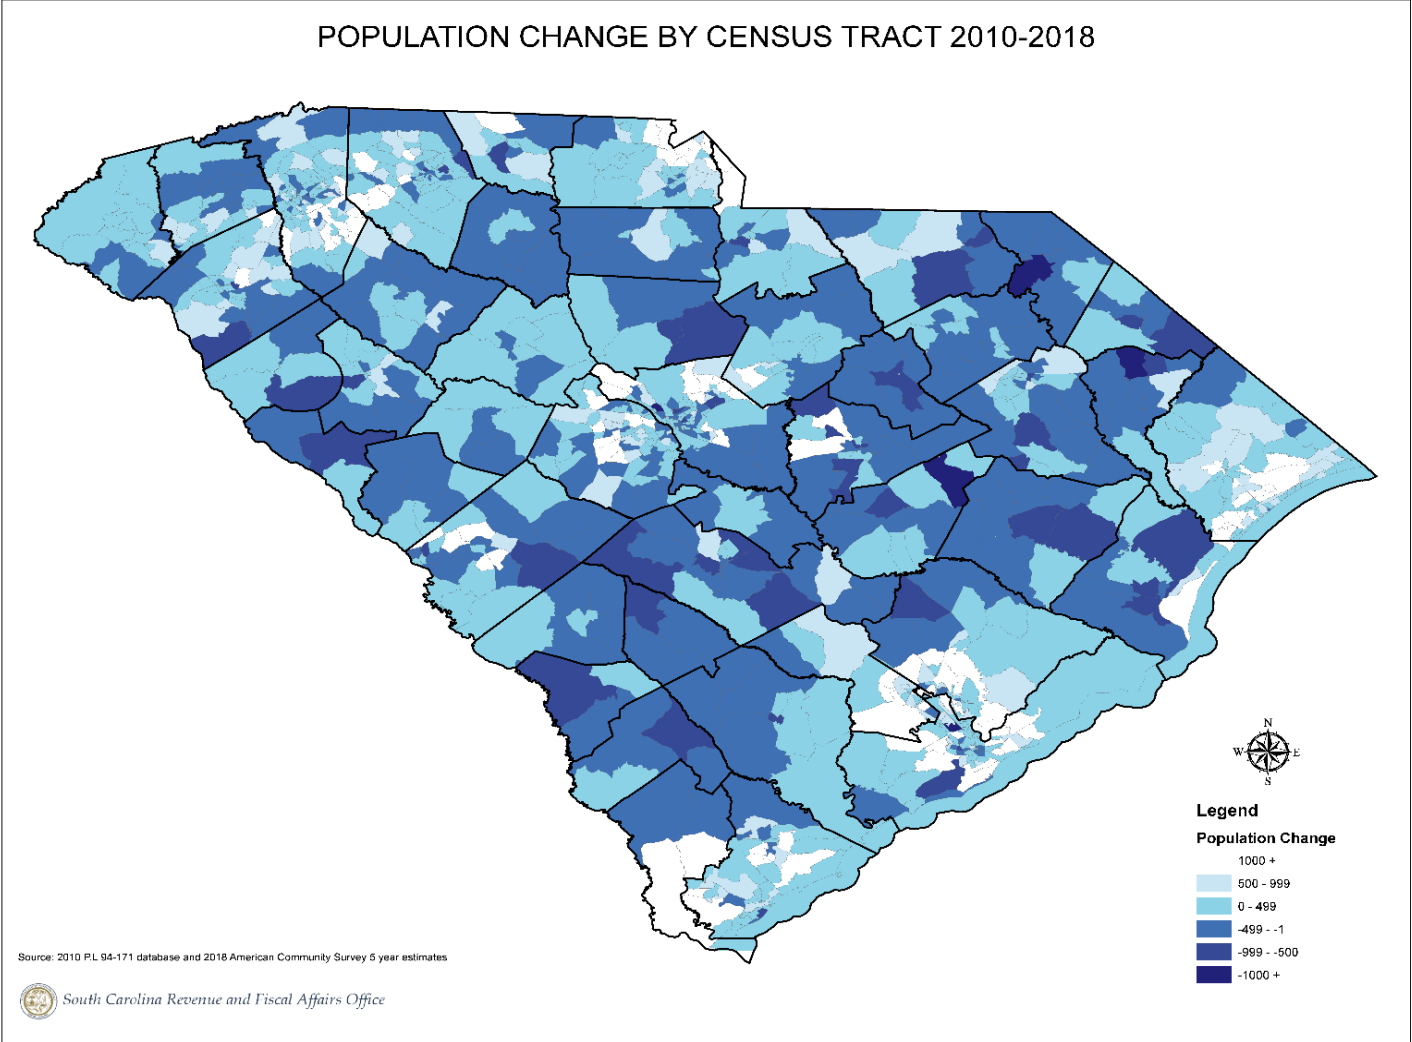 POPULATION CHANGE BY CENSUS TRACT 2010-2018
N
W E
S
Legend
Population Change
1000 +
500 - 999
0 - 499
-499 - -1
-999 - -500
-1000 +
Source: 2010 P.L 94-171 database and 2018 American Community Survey 5 year estimates
South Carolina Revenue and Fiscal Affairs Office